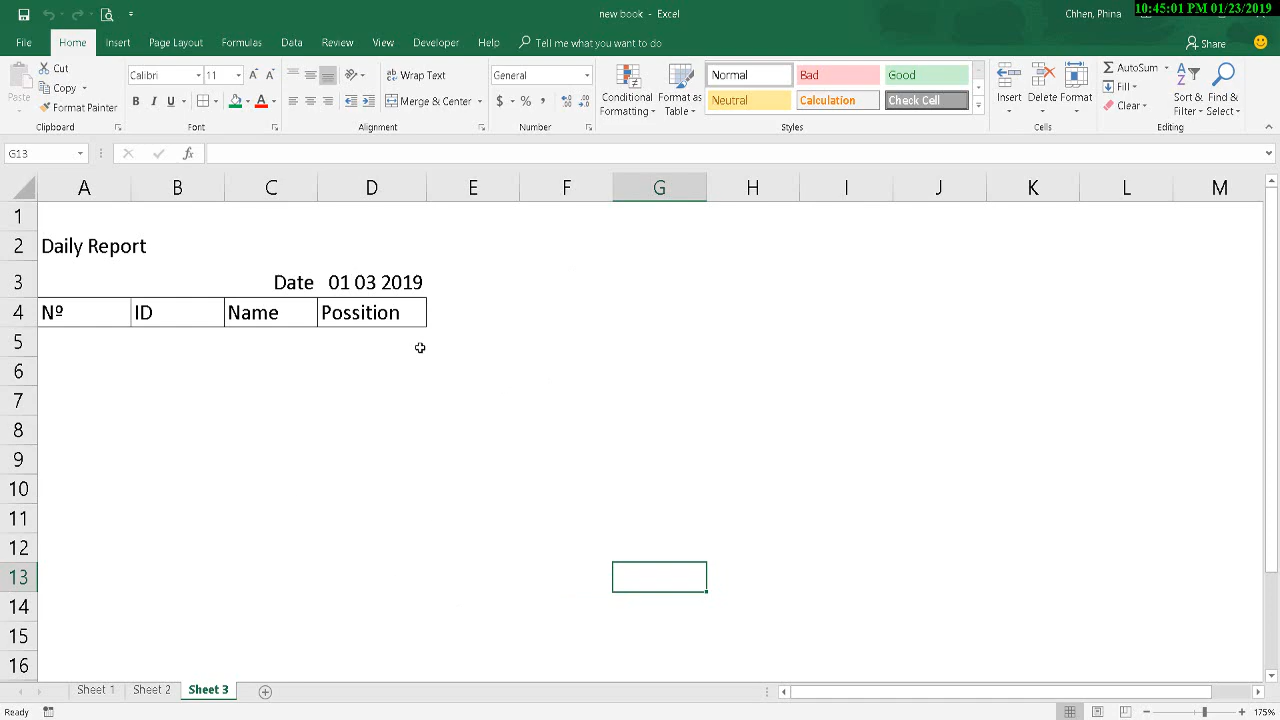 new book - Excel
Chhen, Phina
10:45:01 PM 01/23/2019
File Home Insert Page Layout Formulas Data Review View Developer Help Tell me what you want to do Share
Paste
Cut
Copy
Format Painter
Clipboard
Calibri 11
B I U
Font
Wrap Text
Merge & Center
Alignment
General
$ % ,
Number
Conditional Formatting
Format as Table
Normal Bad Good
Neutral Calculation Check Cell
Styles
Insert Delete Format
Cells
AutoSum
Fill
Clear
Sort & Filter
Find & Select
Editing
G13 fx
A B C D E F G H I J K L M
1
2 Daily Report
3 Date 01 03 2019
4 Nº ID Name Possition
5
6
7
8
9
10
11
12
13
14
15
16
Sheet 1 Sheet 2 Sheet 3
Ready 175%